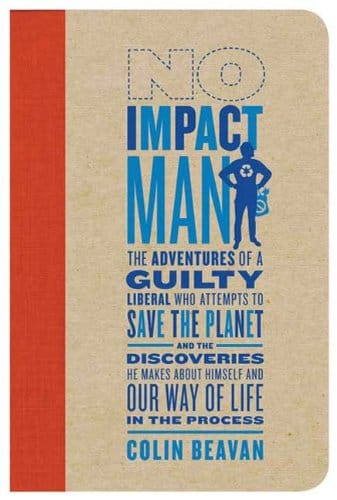 NO
IMPACT
MAN
THE ADVENTURES OF A
GUILTY
LIBERAL WHO ATTEMPTS TO
SAVE THE PLANET
AND THE
DISCOVERIES
HE MAKES ABOUT HIMSELF AND
OUR WAY OF LIFE
IN THE PROCESS
COLIN BEAVAN